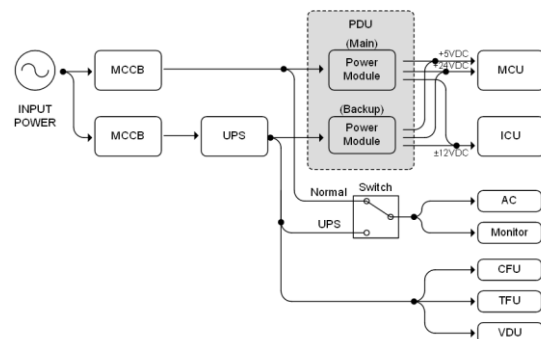 PDU
(Main)
Power
Module
MCCB
+5VDC
+24VDC
MCU
INPUT
POWER
(Backup)
Power
Module
MCCB
UPS
±12VDC
ICU
Switch
Normal
AC
UPS
Monitor
CFU
TFU
VDU